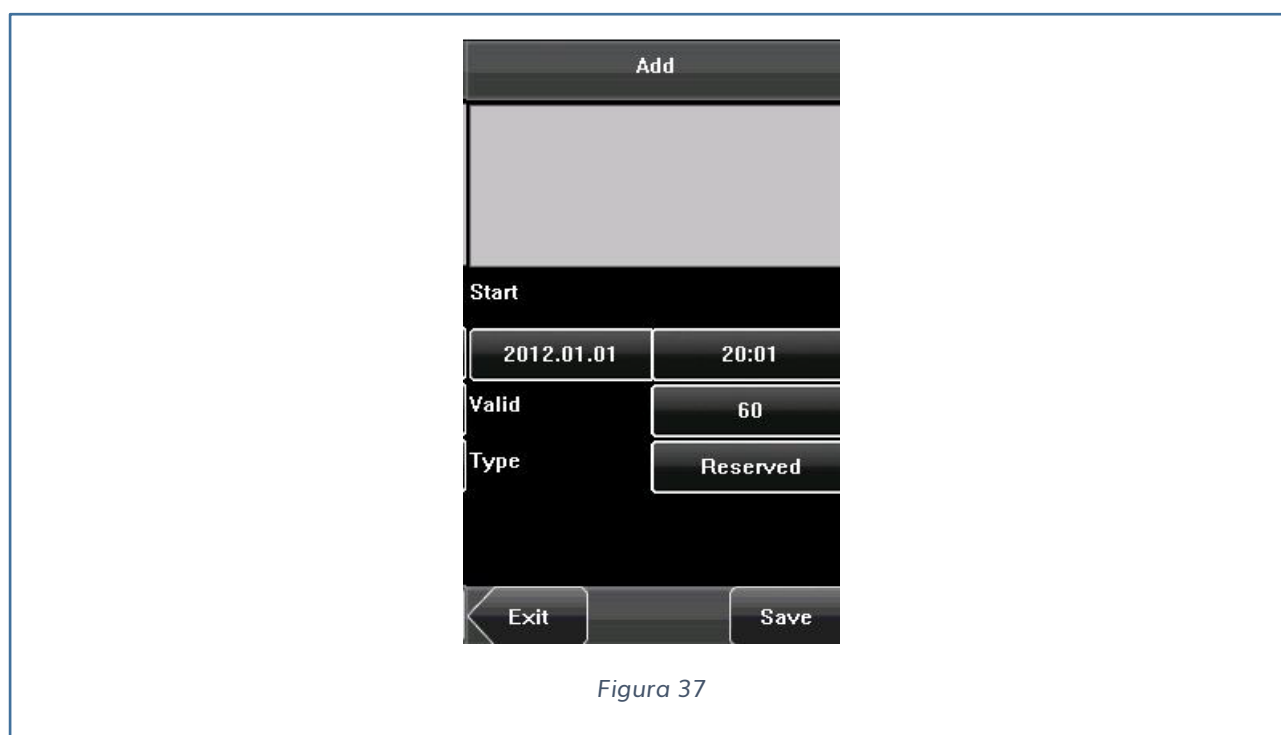 Add
Start
2012.01.01 20:01
Valid 60
Type Reserved
Exit Save
Figura 37